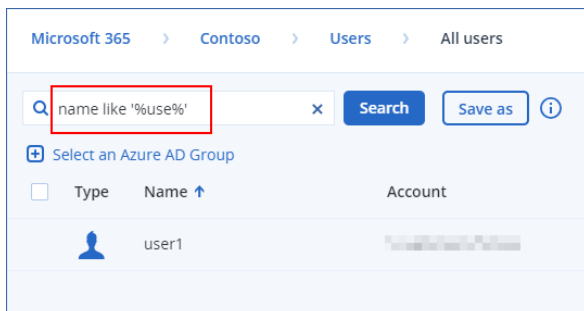 Microsoft 365 > Contoso > Users > All users
name like '%use%' × Search Save as
Select an Azure AD Group
Type Name ↑ Account
user1